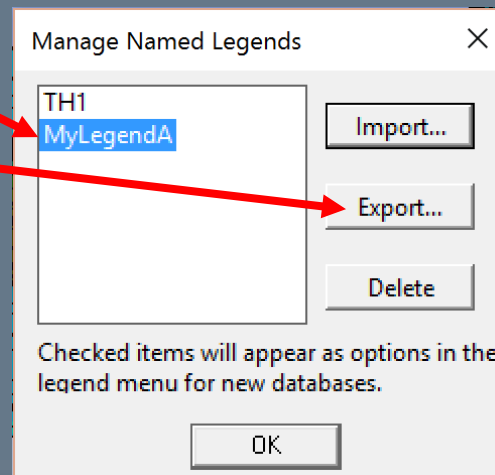 Manage Named Legends
TH1
MyLegendA
Import...
Export...
Delete
Checked items will appear as options in the
legend menu for new databases.
OK